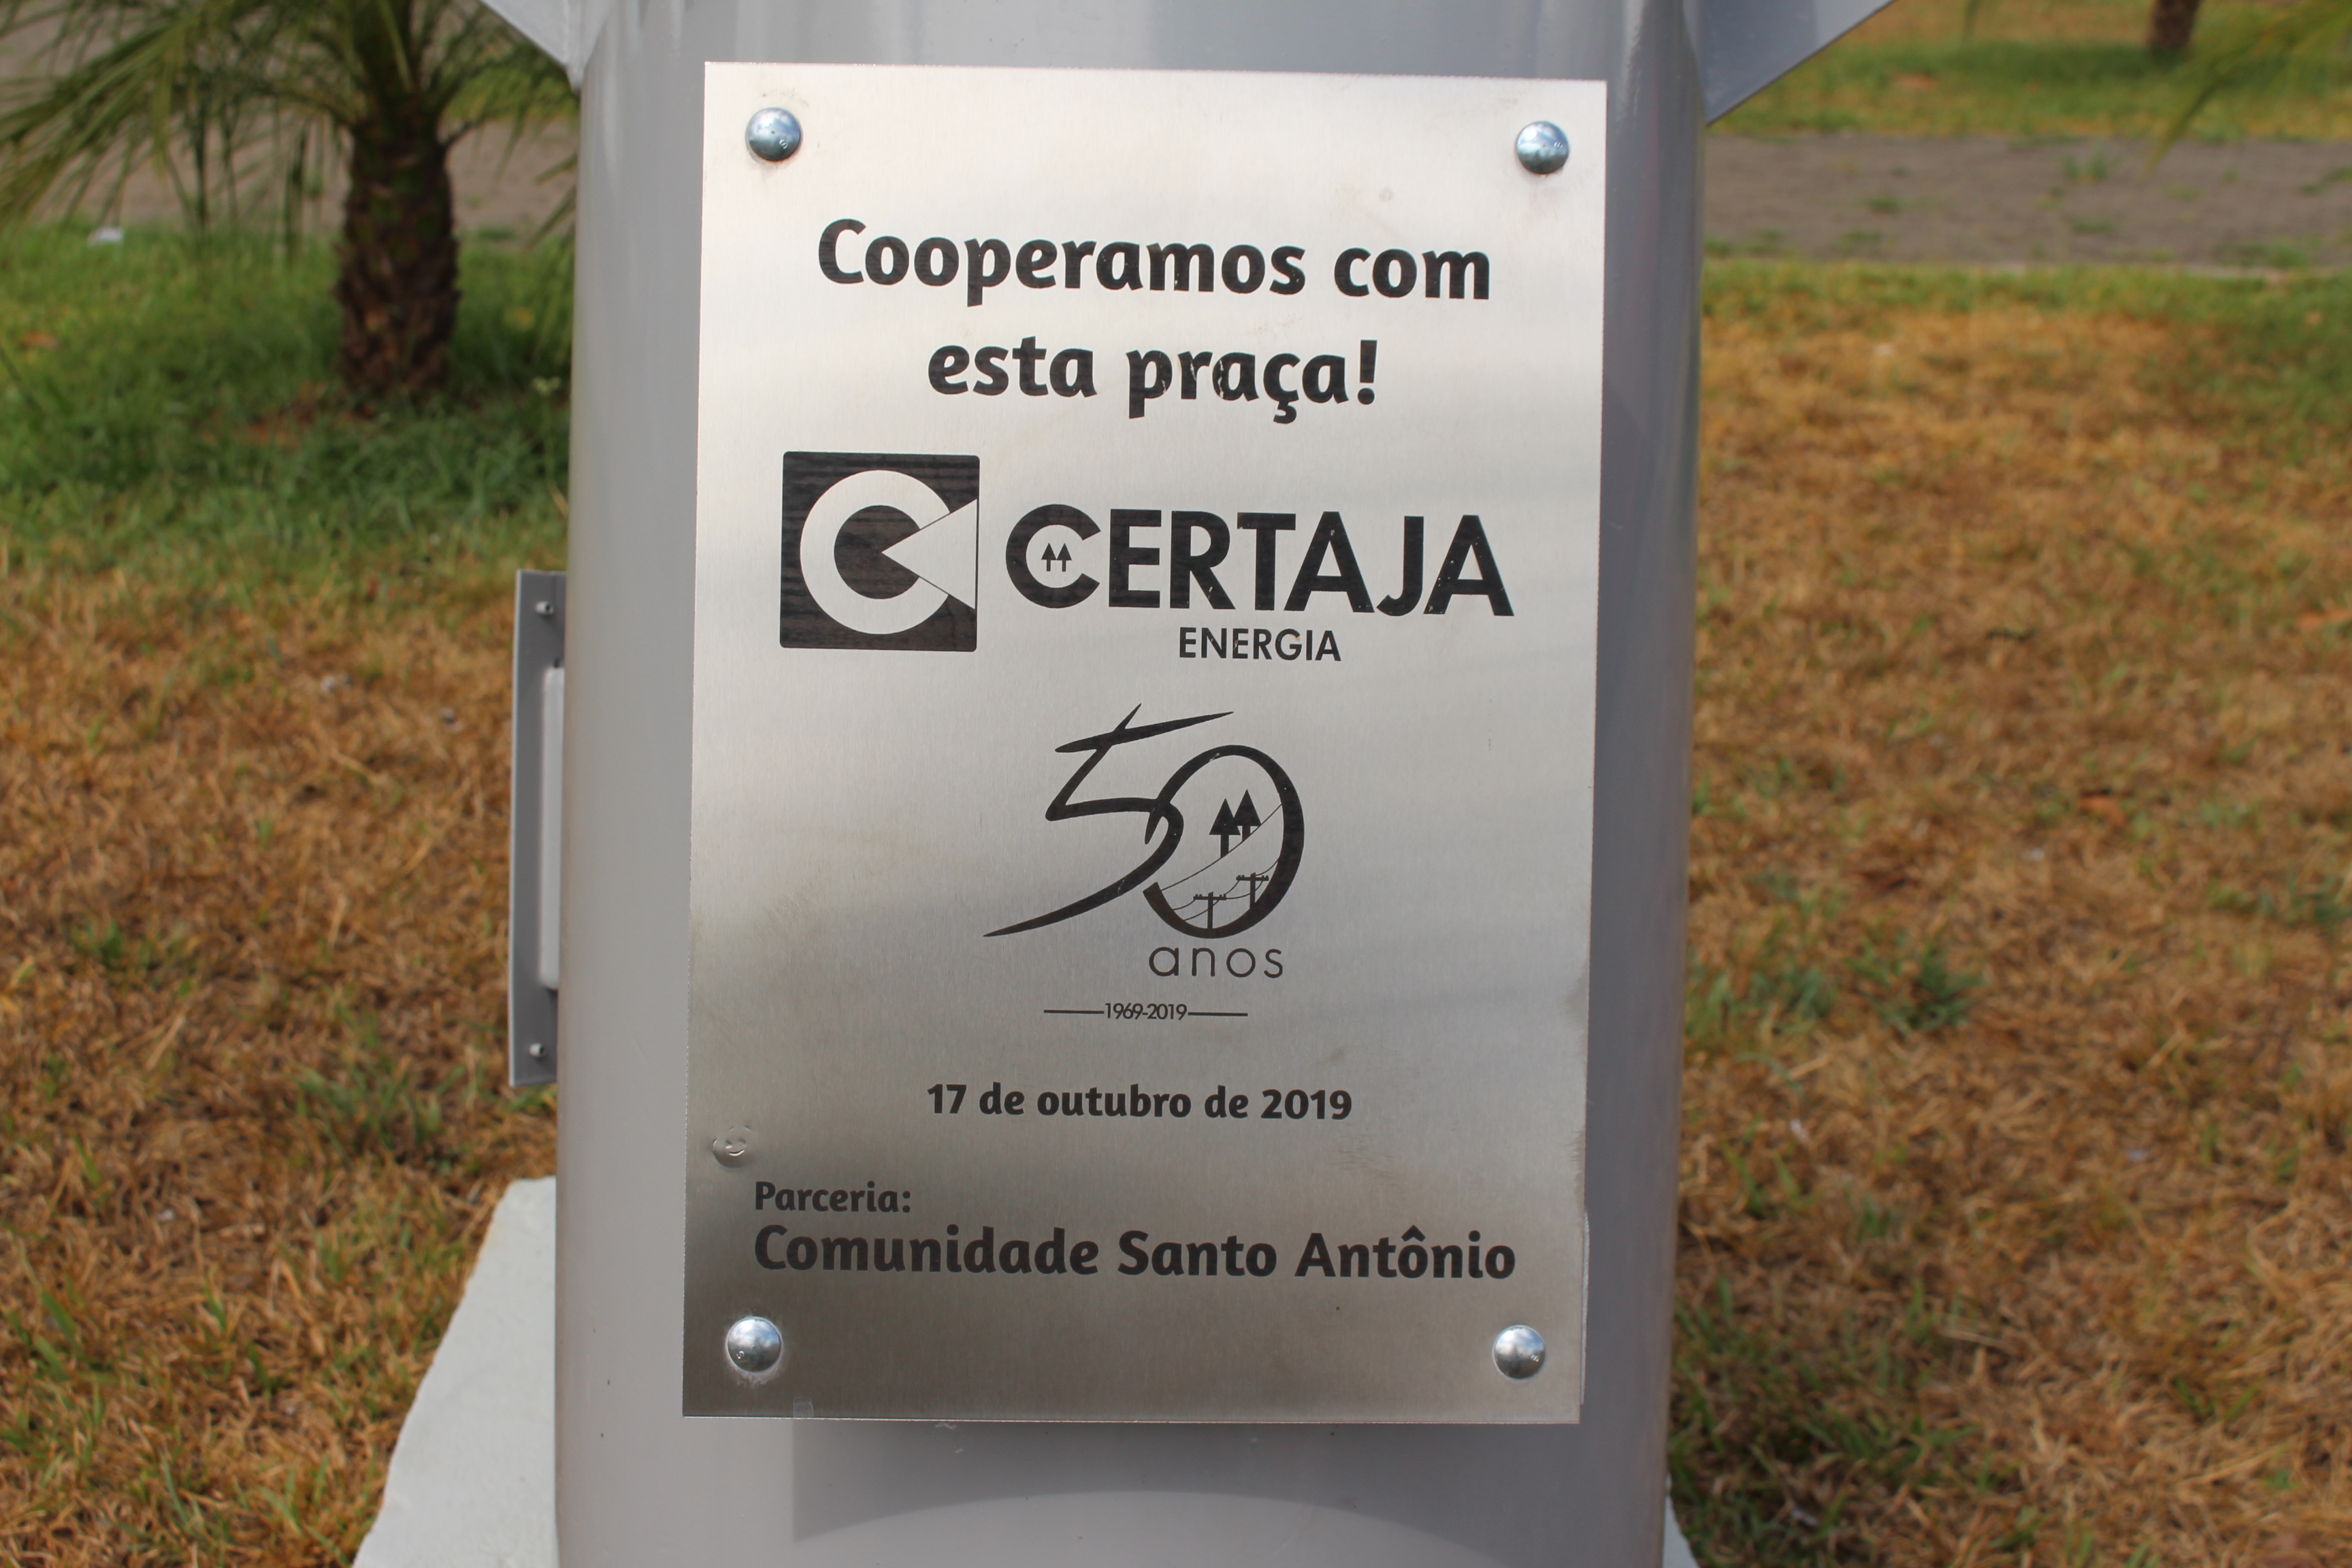 Cooperamos com
esta praça!
CERTAJA
ENERGIA
50
anos
1969-2019
17 de outubro de 2019
Parceria:
Comunidade Santo Antônio